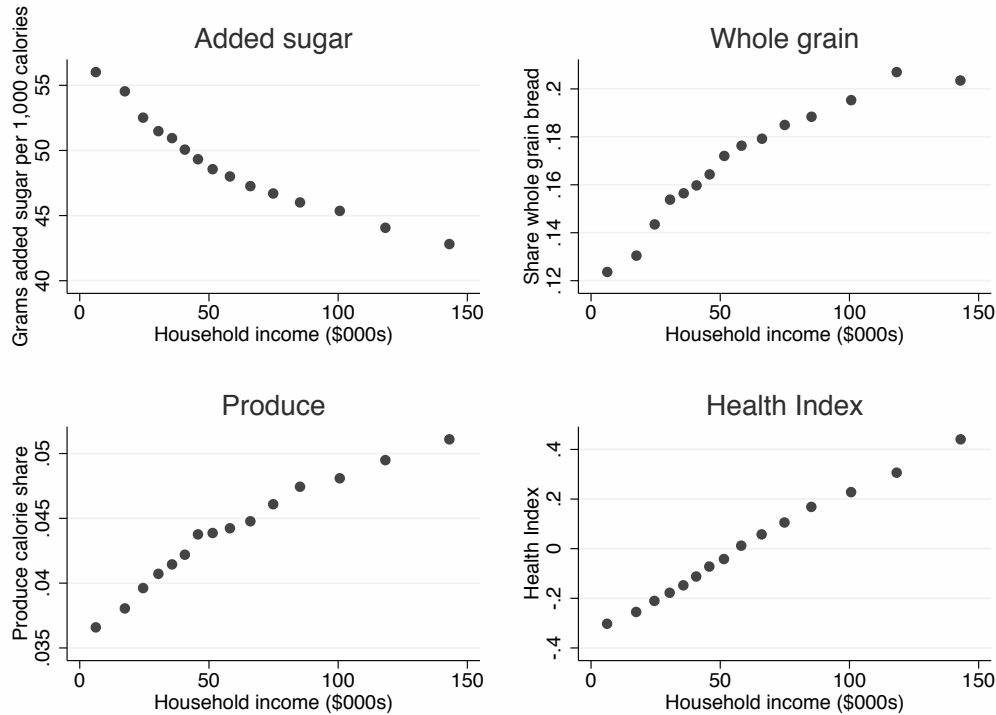 Added sugar
Grams added sugar per 1,000 calories
55
50
45
40
0 50 100 150
Household income ($000s)
Whole grain
Share whole grain bread
.2
.18
.16
.14
.12
0 50 100 150
Household income ($000s)
Produce
Produce calorie share
.05
.045
.04
.035
0 50 100 150
Household income ($000s)
Health Index
Health Index
.4
.2
0
-.2
-.4
0 50 100 150
Household income ($000s)